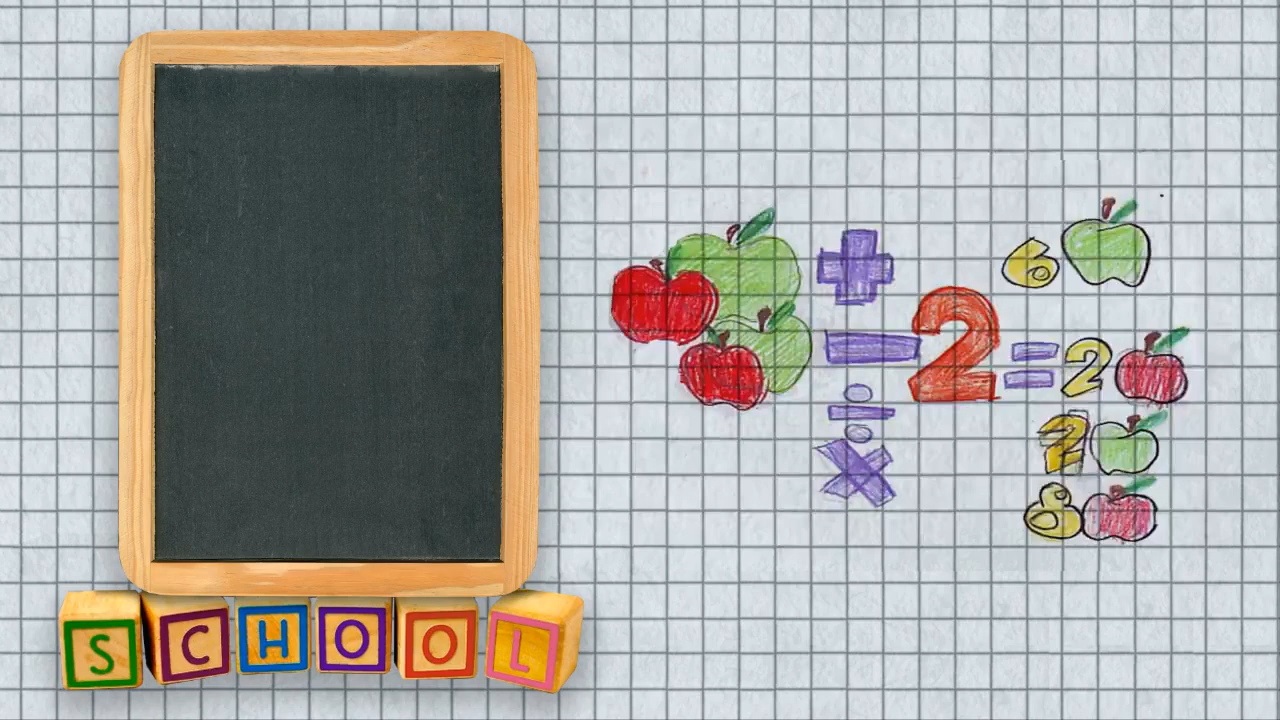 + 6
- 2 = 2
÷ 2
× 8
SCHOOL